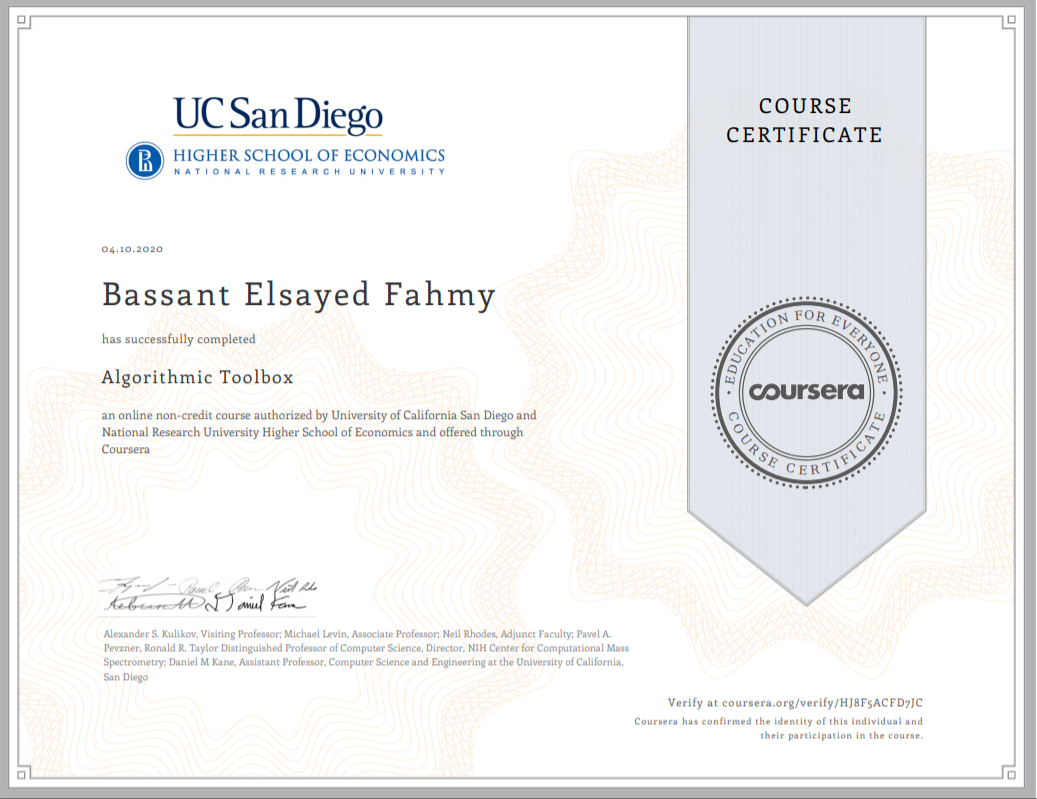 UC San Diego
HIGHER SCHOOL OF ECONOMICS
NATIONAL RESEARCH UNIVERSITY
COURSE
CERTIFICATE
04.10.2020
Bassant Elsayed Fahmy
has successfully completed
Algorithmic Toolbox
an online non-credit course authorized by University of California San Diego and
National Research University Higher School of Economics and offered through
Coursera
EDUCATION FOR EVERYONE
coursera
COURSE CERTIFICATE
Alexander S. Kulikov, Visiting Professor; Michael Levin, Associate Professor; Neil Rhodes, Adjunct Faculty; Pavel A.
Pevzner, Ronald R. Taylor Distinguished Professor of Computer Science, Director, NIH Center for Computational Mass
Spectrometry; Daniel M Kane, Assistant Professor, Computer Science and Engineering at the University of California,
San Diego
Verify at coursera.org/verify/HJ8F5ACFD7JC
Coursera has confirmed the identity of this individual and
their participation in the course.